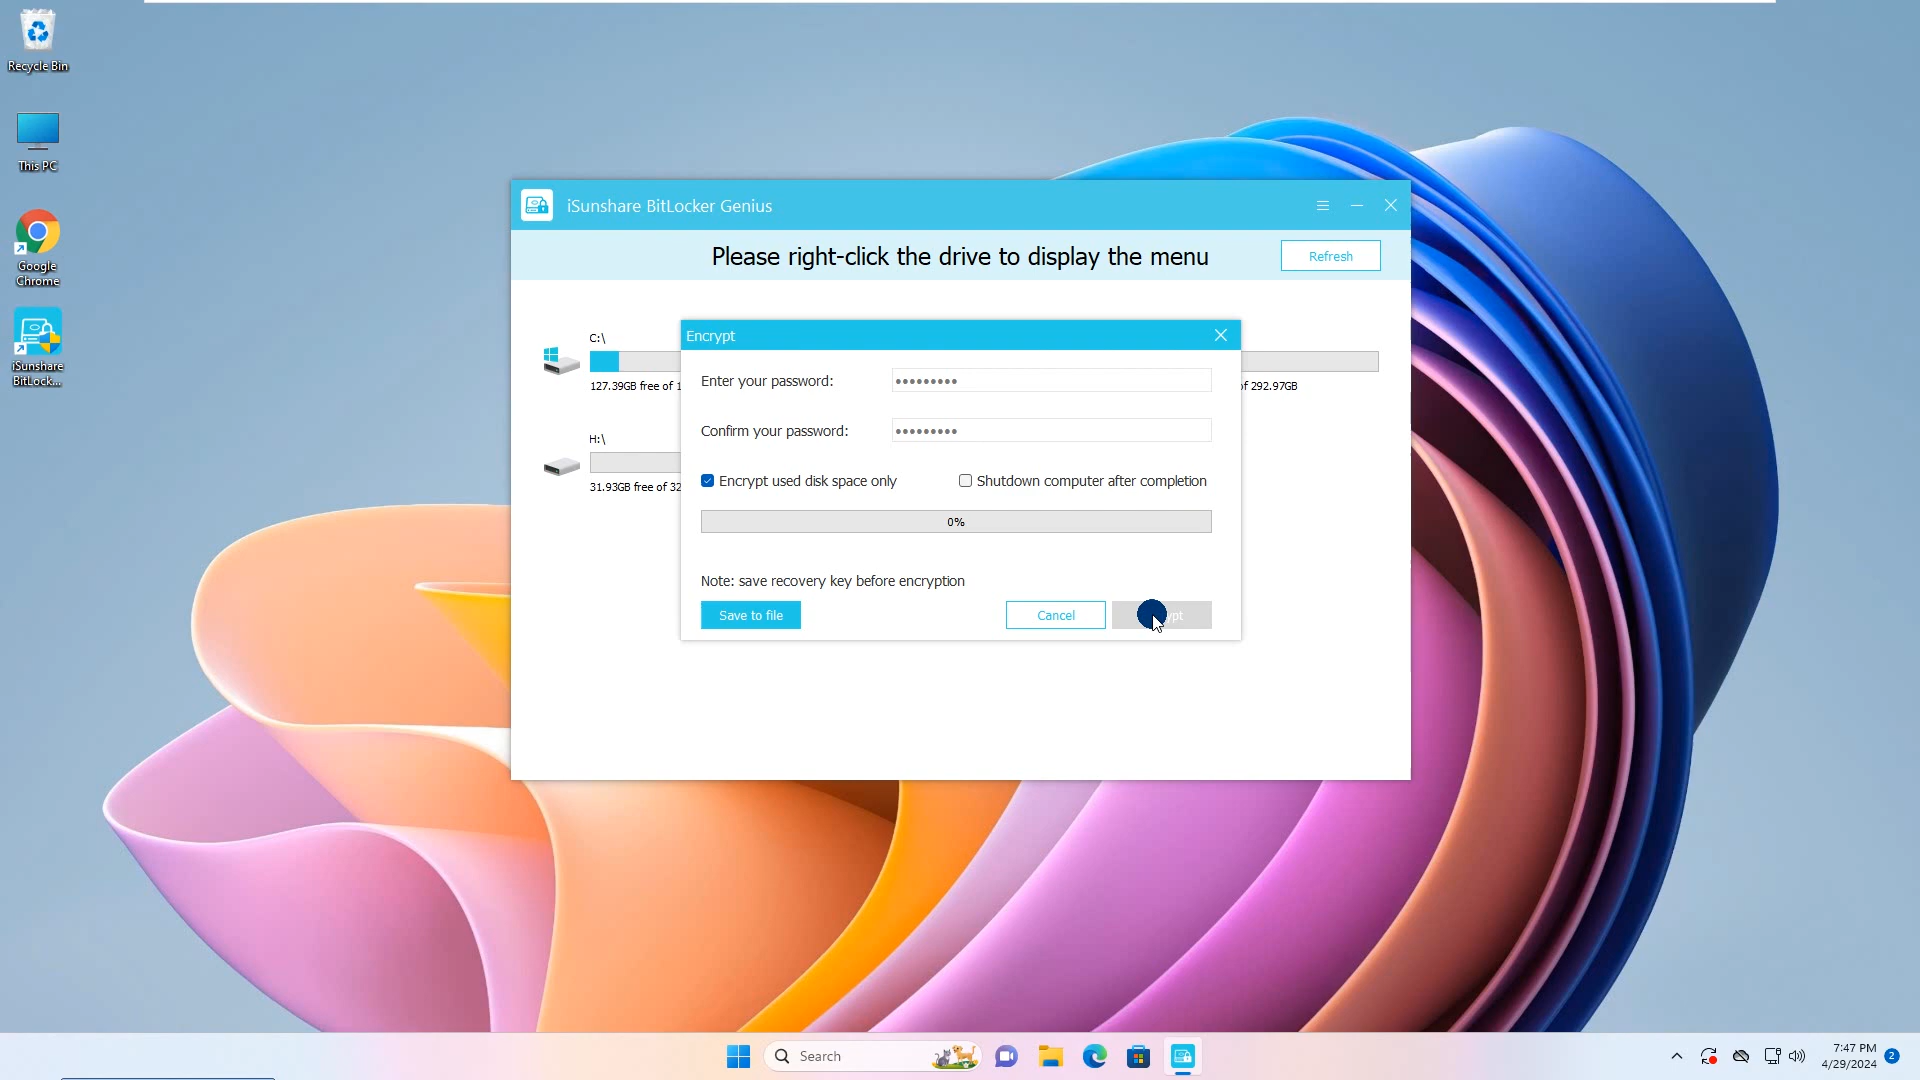 Recycle Bin
This PC
Google
Chrome
iSunshare
BitLock...
iSunshare BitLocker Genius
Please right-click the drive to display the menu
Refresh
C:\
127.39GB free of 1
of 292.97GB
H:\
31.93GB free of 32
Encrypt
Enter your password:
•••••••••
Confirm your password:
•••••••••
Encrypt used disk space only
Shutdown computer after completion
0%
Note: save recovery key before encryption
Save to file
Cancel
Search
7:47 PM
4/29/2024
2